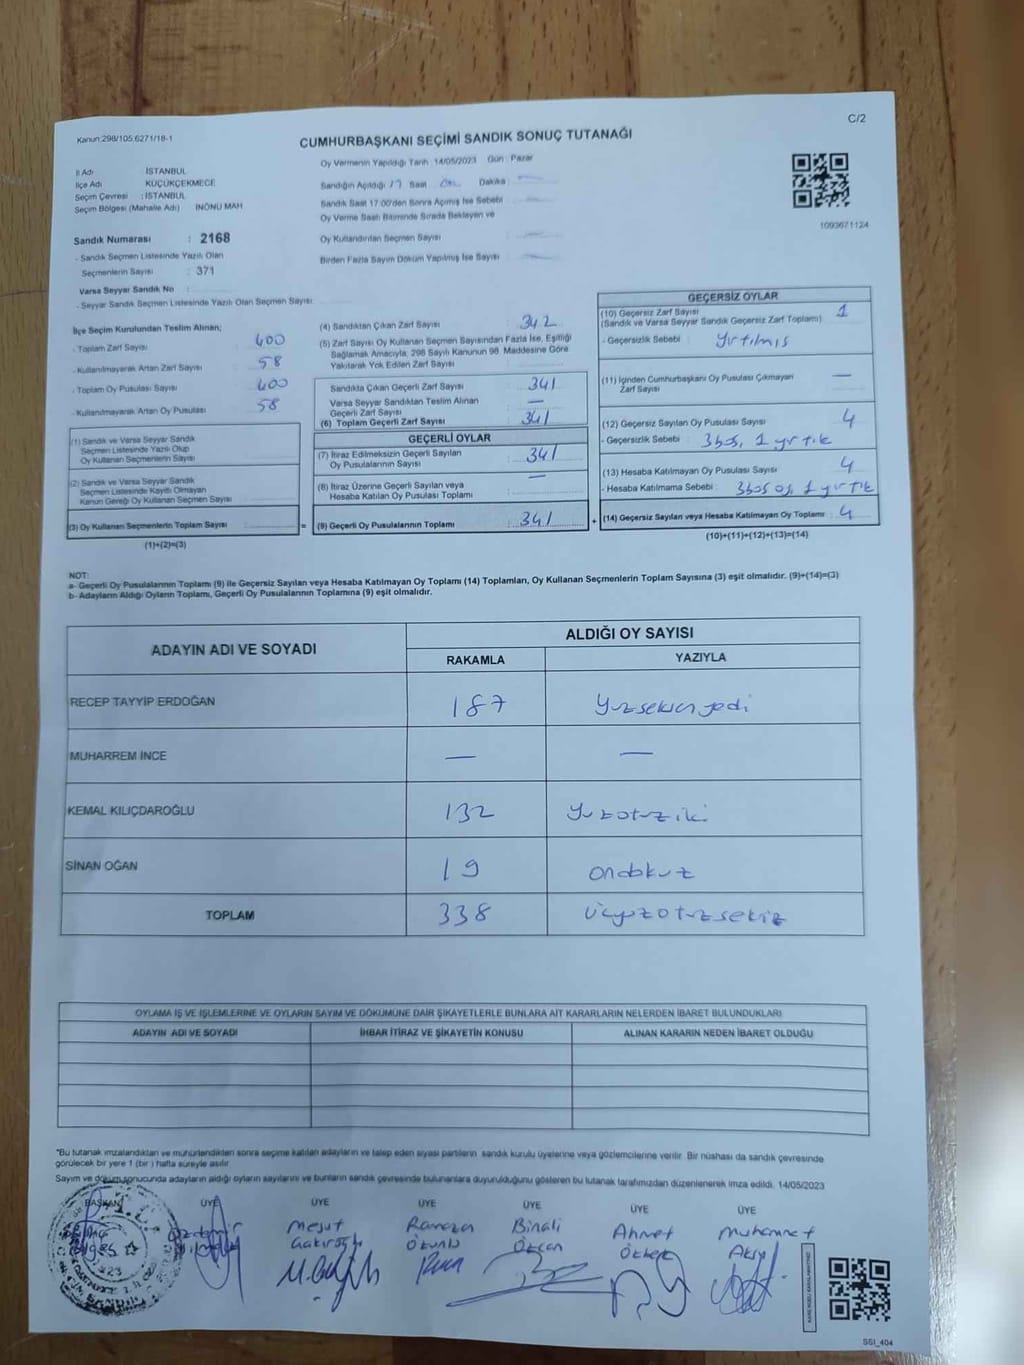 C/2
Kanun:298/105,6271/18-1
CUMHURBAŞKANI SEÇİMİ SANDIK SONUÇ TUTANAĞI
Oy Vermenin Yapıldığı Tarih :14/05/2023 Gün : Pazar
İl Adı İSTANBUL
İlçe Adı KÜÇÜKÇEKMECE
Seçim Çevresi : İSTANBUL
Seçim Bölgesi (Mahalle Adı) İNÖNÜ MAH
Sandığın Açıldığı 17 Saat Dakika :
Sandık Saat 17.00'den Sonra Açılmış İse Sebebi
Oy Verme Saati Bitiminde Sırada Bekleyen ve
Oy Kullandırılan Seçmen Sayısı
Birden Fazla Sayım Döküm Yapılmış İse Sayısı
1093671124
Sandık Numarası : 2168
- Sandık Seçmen Listesinde Yazılı Olan
Seçmenlerin Sayısı : 371
Varsa Seyyar Sandık No :
- Seyyar Sandık Seçmen Listesinde Yazılı Olan Seçmen Sayısı:
İlçe Seçim Kurulundan Teslim Alınan;
- Toplam Zarf Sayısı 400
- Kullanılmayarak Artan Zarf Sayısı 58
- Toplam Oy Pusulası Sayısı 400
- Kullanılmayarak Artan Oy Pusulası 58
(1) Sandık ve Varsa Seyyar Sandık
Seçmen Listesinde Yazılı Olup
Oy Kullanan Seçmenlerin Sayısı
(2) Sandık ve Varsa Seyyar Sandık
Seçmen Listesinde Kayıtlı Olmayan
Kanun Gereği Oy Kullanan Seçmen Sayısı
(3) Oy Kullanan Seçmenlerin Toplam Sayısı :
(1)+(2)=(3)
(4) Sandıktan Çıkan Zarf Sayısı : 342
(5) Zarf Sayısı Oy Kullanan Seçmen Sayısından Fazla İse, Eşitliği
Sağlamak Amacıyla, 298 Sayılı Kanunun 98. Maddesine Göre
Yakılarak Yok Edilen Zarf Sayısı
Sandıkta Çıkan Geçerli Zarf Sayısı : 341
Varsa Seyyar Sandıktan Teslim Alınan
Geçerli Zarf Sayısı : —
(6) Toplam Geçerli Zarf Sayısı : 341
GEÇERLİ OYLAR
(7) İtiraz Edilmeksizin Geçerli Sayılan
Oy Pusulalarının Sayısı : 341
(8) İtiraz Üzerine Geçerli Sayılan veya
Hesaba Katılan Oy Pusulası Toplamı : —
= (9) Geçerli Oy Pusulalarının Toplamı : 341 +
GEÇERSİZ OYLAR
(10) Geçersiz Zarf Sayısı
(Sandık ve Varsa Seyyar Sandık Geçersiz Zarf Toplamı) : 1
- Geçersizlik Sebebi : Yırtılmış
(11) İçinden Cumhurbaşkanı Oy Pusulası Çıkmayan
Zarf Sayısı : —
(12) Geçersiz Sayılan Oy Pusulası Sayısı : 4
- Geçersizlik Sebebi : 3boş, 1 yırtık
(13) Hesaba Katılmayan Oy Pusulası Sayısı : 4
- Hesaba Katılmama Sebebi : 3boş oy, 1 yırtık
(14) Geçersiz Sayılan veya Hesaba Katılmayan Oy Toplamı : 4
(10)+(11)+(12)+(13)=(14)
NOT:
a- Geçerli Oy Pusulalarının Toplamı (9) ile Geçersiz Sayılan veya Hesaba Katılmayan Oy Toplamı (14) Toplamları, Oy Kullanan Seçmenlerin Toplam Sayısına (3) eşit olmalıdır. (9)+(14)=(3)
b- Adayların Aldığı Oyların Toplamı, Geçerli Oy Pusulalarının Toplamına (9) eşit olmalıdır.
ADAYIN ADI VE SOYADI ALDIĞI OY SAYISI
RAKAMLA YAZIYLA
RECEP TAYYİP ERDOĞAN 187 Yüzseksenyedi
MUHARREM İNCE — —
KEMAL KILIÇDAROĞLU 132 Yüzotuziki
SİNAN OĞAN 19 Ondokuz
TOPLAM 338 Üçyüzotuzsekiz
OYLAMA İŞ VE İŞLEMLERİNE VE OYLARIN SAYIM VE DÖKÜMÜNE DAİR ŞİKAYETLERLE BUNLARA AİT KARARLARIN NELERDEN İBARET BULUNDUKLARI
ADAYIN ADI VE SOYADI İHBAR İTİRAZ VE ŞİKAYETİN KONUSU ALINAN KARARIN NEDEN İBARET OLDUĞU
*Bu tutanak imzalandıktan ve mühürlendikten sonra seçime katılan adayların ve talep eden siyasi partilerin sandık kurulu üyelerine veya gözlemcilerine verilir. Bir nüshası da sandık çevresinde
görülecek bir yere 1 (bir) hafta süreyle asılır.
Sayım ve döküm sonucunda adayların aldığı oyların sayılarını ve bunların sandık çevresinde bulunanlara duyurulduğunu gösteren bu tutanak tarafımızdan düzenlenerek imza edildi. 14/05/2023
BAŞKAN ÜYE ÜYE ÜYE ÜYE ÜYE ÜYE
Mesut Ramazan Binali Ahmet Muhammet
Özcan
SSI_404